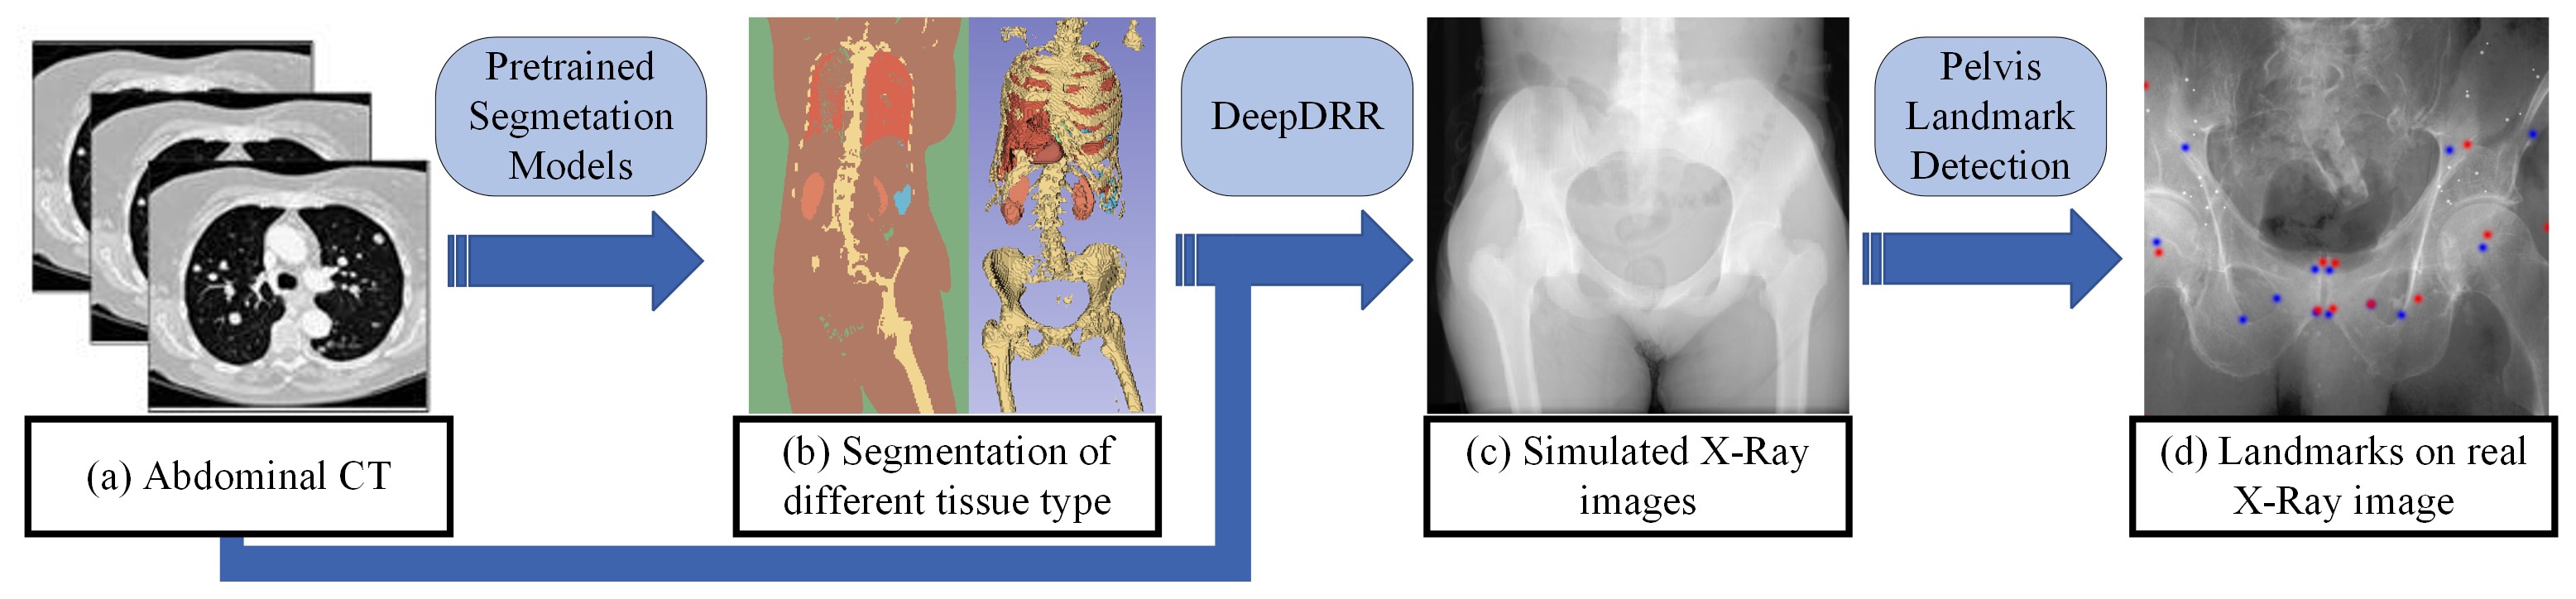 Pretrained
Segmetation
Models
DeepDRR
Pelvis
Landmark
Detection
(a) Abdominal CT
(b) Segmentation of
different tissue type
(c) Simulated X-Ray
images
(d) Landmarks on real
X-Ray image